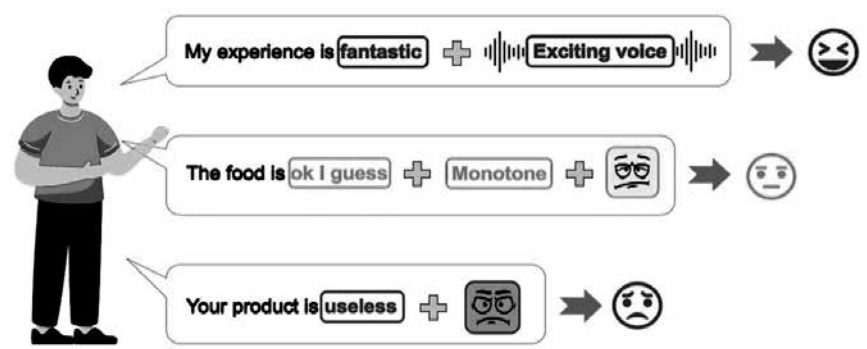 My experience is fantastic + Exciting voice
The food is ok I guess + Monotone +
Your product is useless +